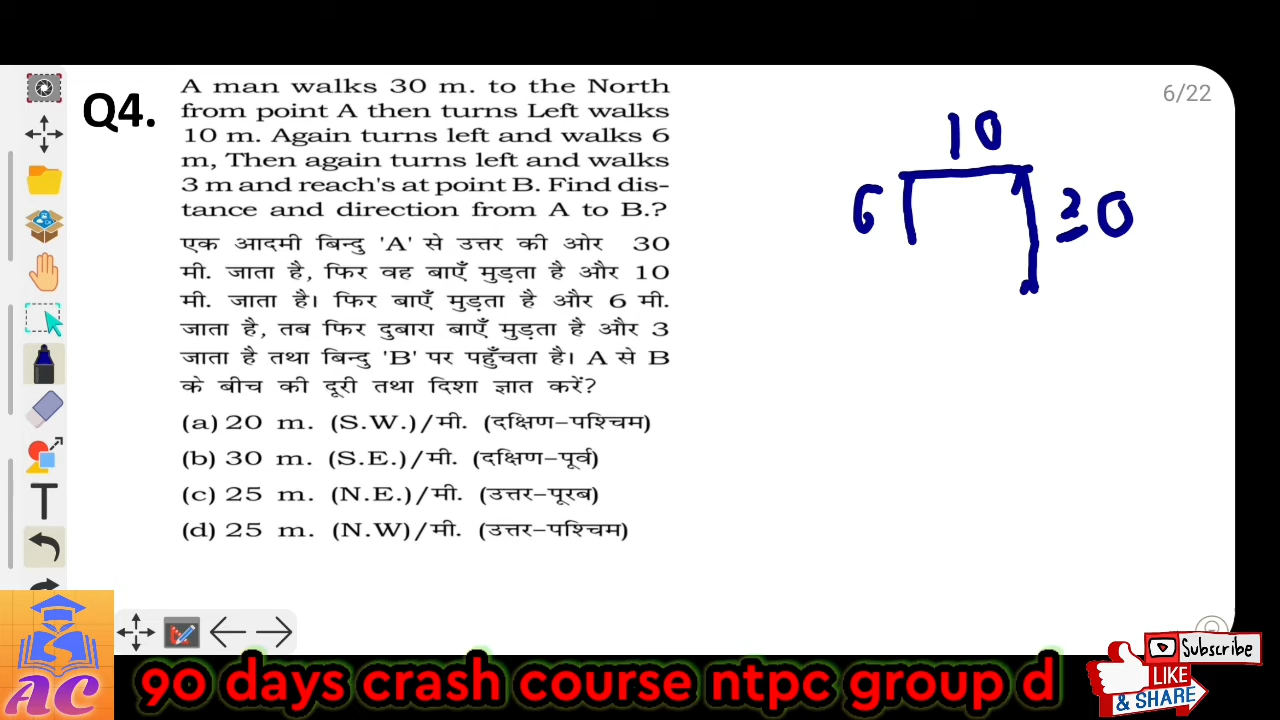 6/22
Q4.
A man walks 30 m. to the North
from point A then turns Left walks
10 m. Again turns left and walks 6
m, Then again turns left and walks
3 m and reach's at point B. Find dis-
tance and direction from A to B.?
एक आदमी बिन्दु 'A' से उत्तर की ओर 30
मी. जाता है, फिर वह बाएँ मुड़ता है और 10
मी. जाता है। फिर बाएँ मुड़ता है और 6 मी.
जाता है, तब फिर दुबारा बाएँ मुड़ता है और 3
जाता है तथा बिन्दु 'B' पर पहुँचता है। A से B
के बीच की दूरी तथा दिशा ज्ञात करें?
(a) 20 m. (S.W.)/मी. (दक्षिण-पश्चिम)
(b) 30 m. (S.E.)/मी. (दक्षिण-पूर्व)
(c) 25 m. (N.E.)/मी. (उत्तर-पूरब)
(d) 25 m. (N.W)/मी. (उत्तर-पश्चिम)
10
6
T
AC
90 days crash course ntpc group d
Subscribe
LIKE
& SHARE